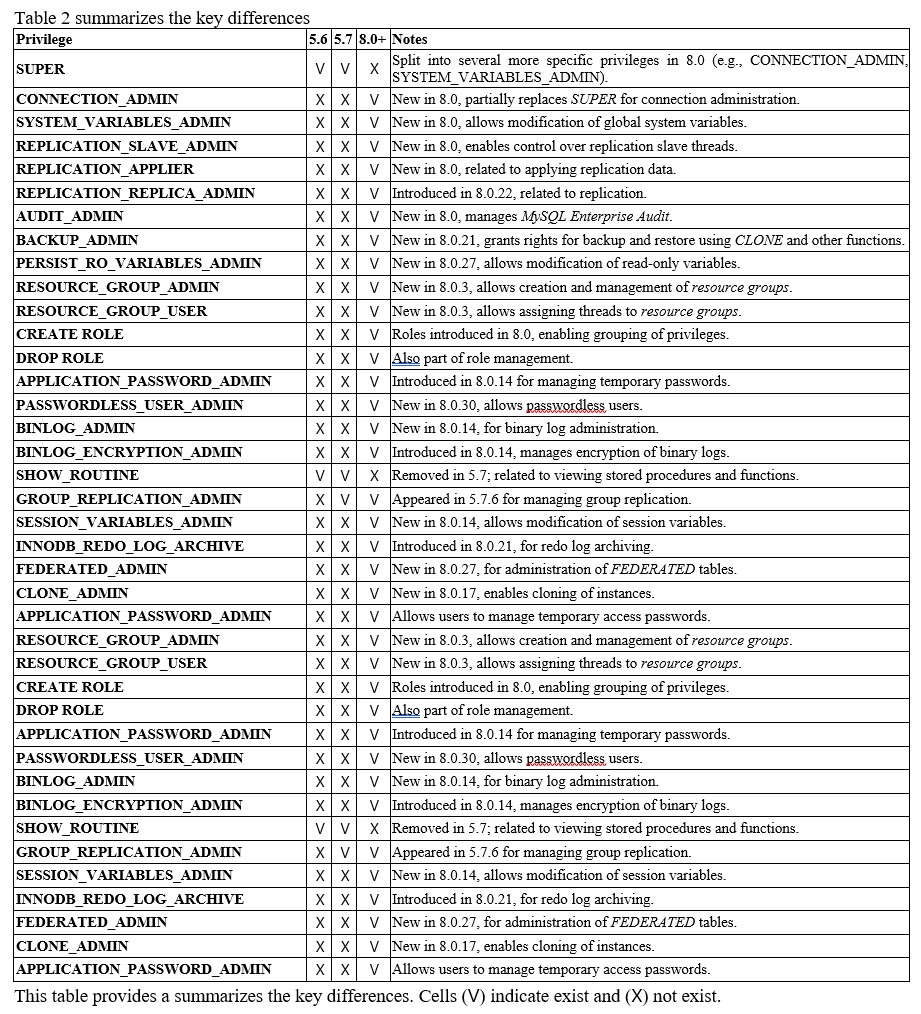 Table 2 summarizes the key differences
Privilege 5.6 5.7 8.0+ Notes
SUPER V V X Split into several more specific privileges in 8.0 (e.g., CONNECTION_ADMIN,
SYSTEM_VARIABLES_ADMIN).
CONNECTION_ADMIN X X V New in 8.0, partially replaces SUPER for connection administration.
SYSTEM_VARIABLES_ADMIN X X V New in 8.0, allows modification of global system variables.
REPLICATION_SLAVE_ADMIN X X V New in 8.0, enables control over replication slave threads.
REPLICATION_APPLIER X X V New in 8.0, related to applying replication data.
REPLICATION_REPLICA_ADMIN X X V Introduced in 8.0.22, related to replication.
AUDIT_ADMIN X X V New in 8.0, manages MySQL Enterprise Audit.
BACKUP_ADMIN X X V New in 8.0.21, grants rights for backup and restore using CLONE and other functions.
PERSIST_RO_VARIABLES_ADMIN X X V New in 8.0.27, allows modification of read-only variables.
RESOURCE_GROUP_ADMIN X X V New in 8.0.3, allows creation and management of resource groups.
RESOURCE_GROUP_USER X X V New in 8.0.3, allows assigning threads to resource groups.
CREATE ROLE X X V Roles introduced in 8.0, enabling grouping of privileges.
DROP ROLE X X V Also part of role management.
APPLICATION_PASSWORD_ADMIN X X V Introduced in 8.0.14 for managing temporary passwords.
PASSWORDLESS_USER_ADMIN X X V New in 8.0.30, allows passwordless users.
BINLOG_ADMIN X X V New in 8.0.14, for binary log administration.
BINLOG_ENCRYPTION_ADMIN X X V Introduced in 8.0.14, manages encryption of binary logs.
SHOW_ROUTINE V V X Removed in 5.7; related to viewing stored procedures and functions.
GROUP_REPLICATION_ADMIN X V V Appeared in 5.7.6 for managing group replication.
SESSION_VARIABLES_ADMIN X X V New in 8.0.14, allows modification of session variables.
INNODB_REDO_LOG_ARCHIVE X X V Introduced in 8.0.21, for redo log archiving.
FEDERATED_ADMIN X X V New in 8.0.27, for administration of FEDERATED tables.
CLONE_ADMIN X X V New in 8.0.17, enables cloning of instances.
APPLICATION_PASSWORD_ADMIN X X V Allows users to manage temporary access passwords.
RESOURCE_GROUP_ADMIN X X V New in 8.0.3, allows creation and management of resource groups.
RESOURCE_GROUP_USER X X V New in 8.0.3, allows assigning threads to resource groups.
CREATE ROLE X X V Roles introduced in 8.0, enabling grouping of privileges.
DROP ROLE X X V Also part of role management.
APPLICATION_PASSWORD_ADMIN X X V Introduced in 8.0.14 for managing temporary passwords.
PASSWORDLESS_USER_ADMIN X X V New in 8.0.30, allows passwordless users.
BINLOG_ADMIN X X V New in 8.0.14, for binary log administration.
BINLOG_ENCRYPTION_ADMIN X X V Introduced in 8.0.14, manages encryption of binary logs.
SHOW_ROUTINE V V X Removed in 5.7; related to viewing stored procedures and functions.
GROUP_REPLICATION_ADMIN X V V Appeared in 5.7.6 for managing group replication.
SESSION_VARIABLES_ADMIN X X V New in 8.0.14, allows modification of session variables.
INNODB_REDO_LOG_ARCHIVE X X V Introduced in 8.0.21, for redo log archiving.
FEDERATED_ADMIN X X V New in 8.0.27, for administration of FEDERATED tables.
CLONE_ADMIN X X V New in 8.0.17, enables cloning of instances.
APPLICATION_PASSWORD_ADMIN X X V Allows users to manage temporary access passwords.
This table provides a summarizes the key differences. Cells (V) indicate exist and (X) not exist.